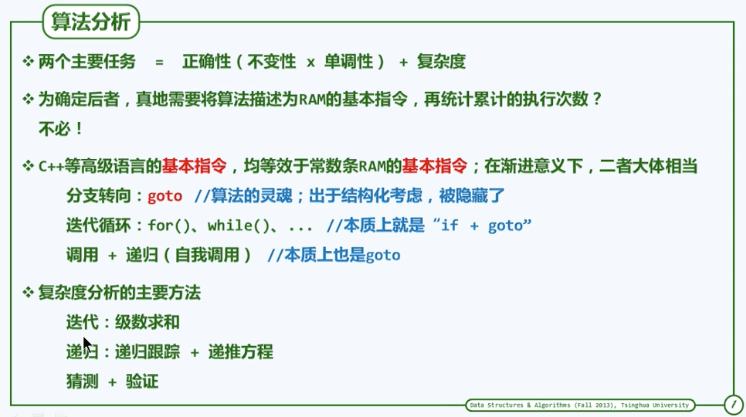 算法分析
❖ 两个主要任务 = 正确性（不变性 x 单调性） + 复杂度
❖ 为确定后者，真地需要将算法描述为RAM的基本指令，再统计累计的执行次数？
不必！
❖ C++等高级语言的基本指令，均等效于常数条RAM的基本指令；在渐进意义下，二者大体相当
分支转向：goto //算法的灵魂；出于结构化考虑，被隐藏了
迭代循环：for()、while()、... //本质上就是“if + goto”
调用 + 递归（自我调用） //本质上也是goto
❖ 复杂度分析的主要方法
迭代：级数求和
递归：递归跟踪 + 递推方程
猜测 + 验证
Data Structures & Algorithms (Fall 2013), Tsinghua University